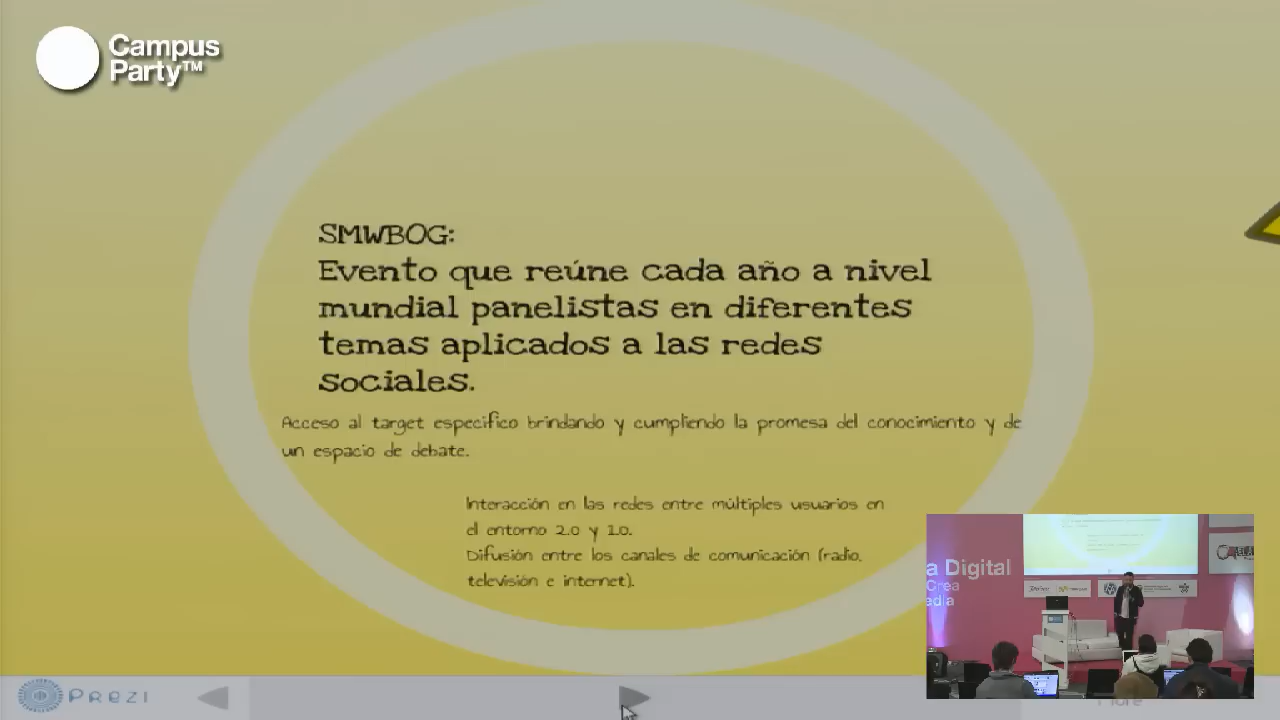 Campus
Party™
SMWBOG:
Evento que reúne cada año a nivel
mundial panelistas en diferentes
temas aplicados a las redes
sociales.
Acceso al target especifico brindando y cumpliendo la promesa del conocimiento y de
un espacio de debate.
Interacción en las redes entre múltiples usuarios en
el entorno 2.0 y 1.0.
Difusión entre los canales de comunicación (radio,
televisión e internet).
a Digital
Crea
edia
Prezi
More